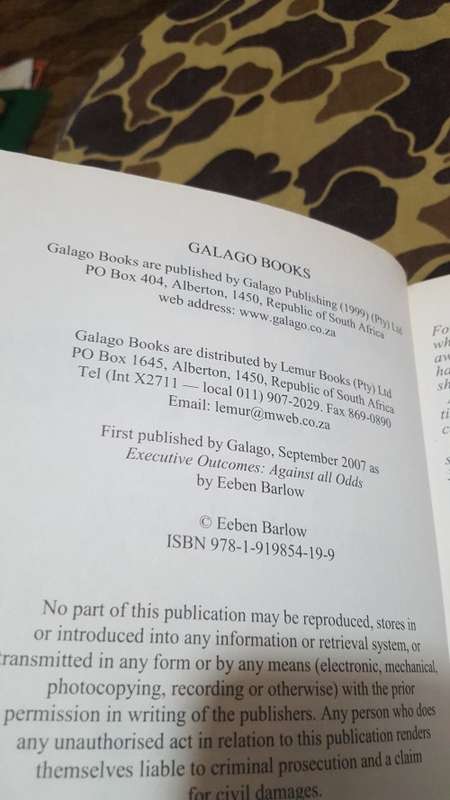 GALAGO BOOKS
Galago Books are published by Galago Publishing (1999) (Pty) Ltd
PO Box 404, Alberton, 1450, Republic of South Africa
web address: www.galago.co.za
Galago Books are distributed by Lemur Books (Pty) Ltd
PO Box 1645, Alberton, 1450, Republic of South Africa
Tel (Int X2711 — local 011) 907-2029. Fax 869-0890
Email: lemur@mweb.co.za
First published by Galago, September 2007 as
Executive Outcomes: Against all Odds
by Eeben Barlow
© Eeben Barlow
ISBN 978-1-919854-19-9
No part of this publication may be reproduced, stores in
or introduced into any information or retrieval system, or
transmitted in any form or by any means (electronic, mechanical,
photocopying, recording or otherwise) with the prior
permission in writing of the publishers. Any person who does
any unauthorised act in relation to this publication renders
themselves liable to criminal prosecution and a claim
for civil damages.